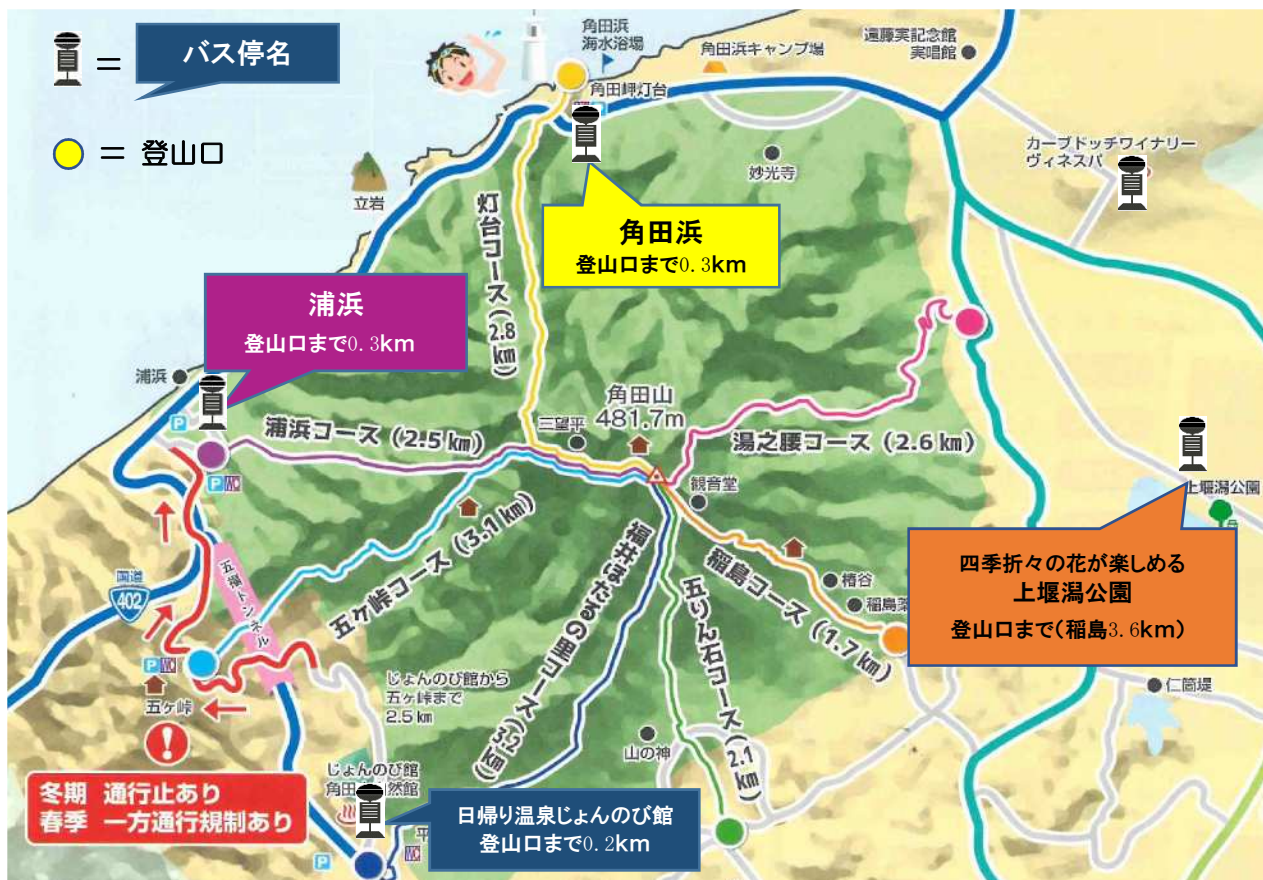 =
バス停名
= 登山口
角田浜
海水浴場
角田浜キャンプ場
遠藤実記念館
実唱館
角田岬灯台
カーブドッチワイナリー
ヴィネスパ
妙光寺
立岩
灯台コース(2.8km)
角田浜
登山口まで0.3km
浦浜
登山口まで0.3km
浦浜
P
角田山
481.7m
三望平
浦浜コース(2.5km)
湯之腰コース(2.6km)
観音堂
上堰潟公園
P WC
五ケ峠コース(3.1km)
福井ほたるの里コース(3.2km)
五りん石コース(2.1km)
稲島コース(1.7km)
椿谷
四季折々の花が楽しめる
上堰潟公園
登山口まで(稲島3.6km)
国道
402
五福トンネル
P WC
五ケ峠
じょんのび館から
五ケ峠まで
2.5km
仁箇堤
山の神
冬期 通行止あり
春季 一方通行規制あり
じょんのび館
日帰り温泉じょんのび館
登山口まで0.2km
P
WC